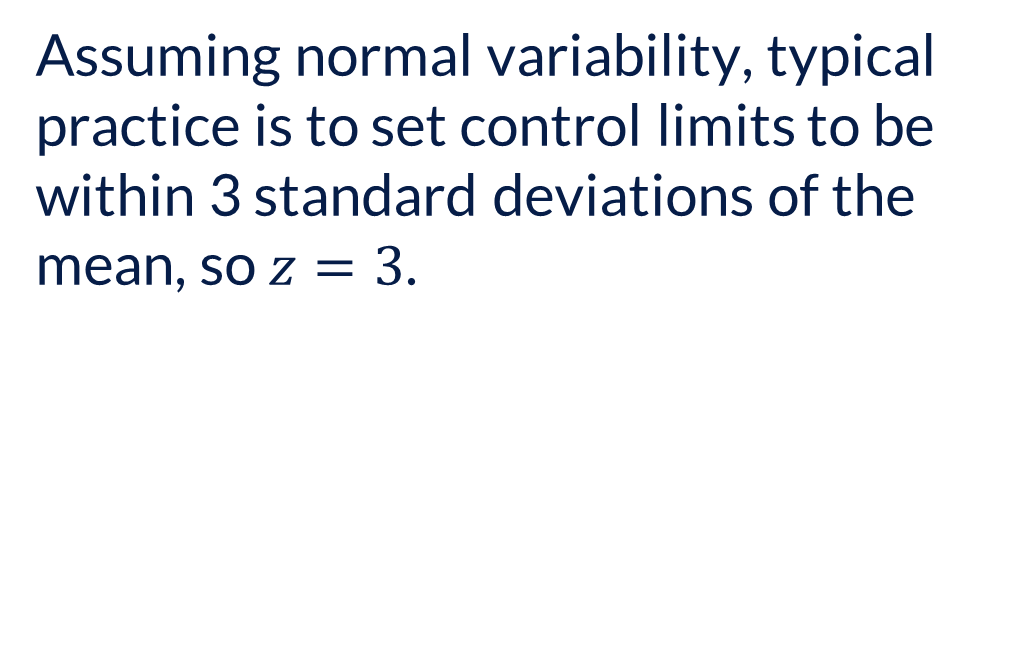 Assuming normal variability, typical
practice is to set control limits to be
within 3 standard deviations of the
mean, so z = 3.